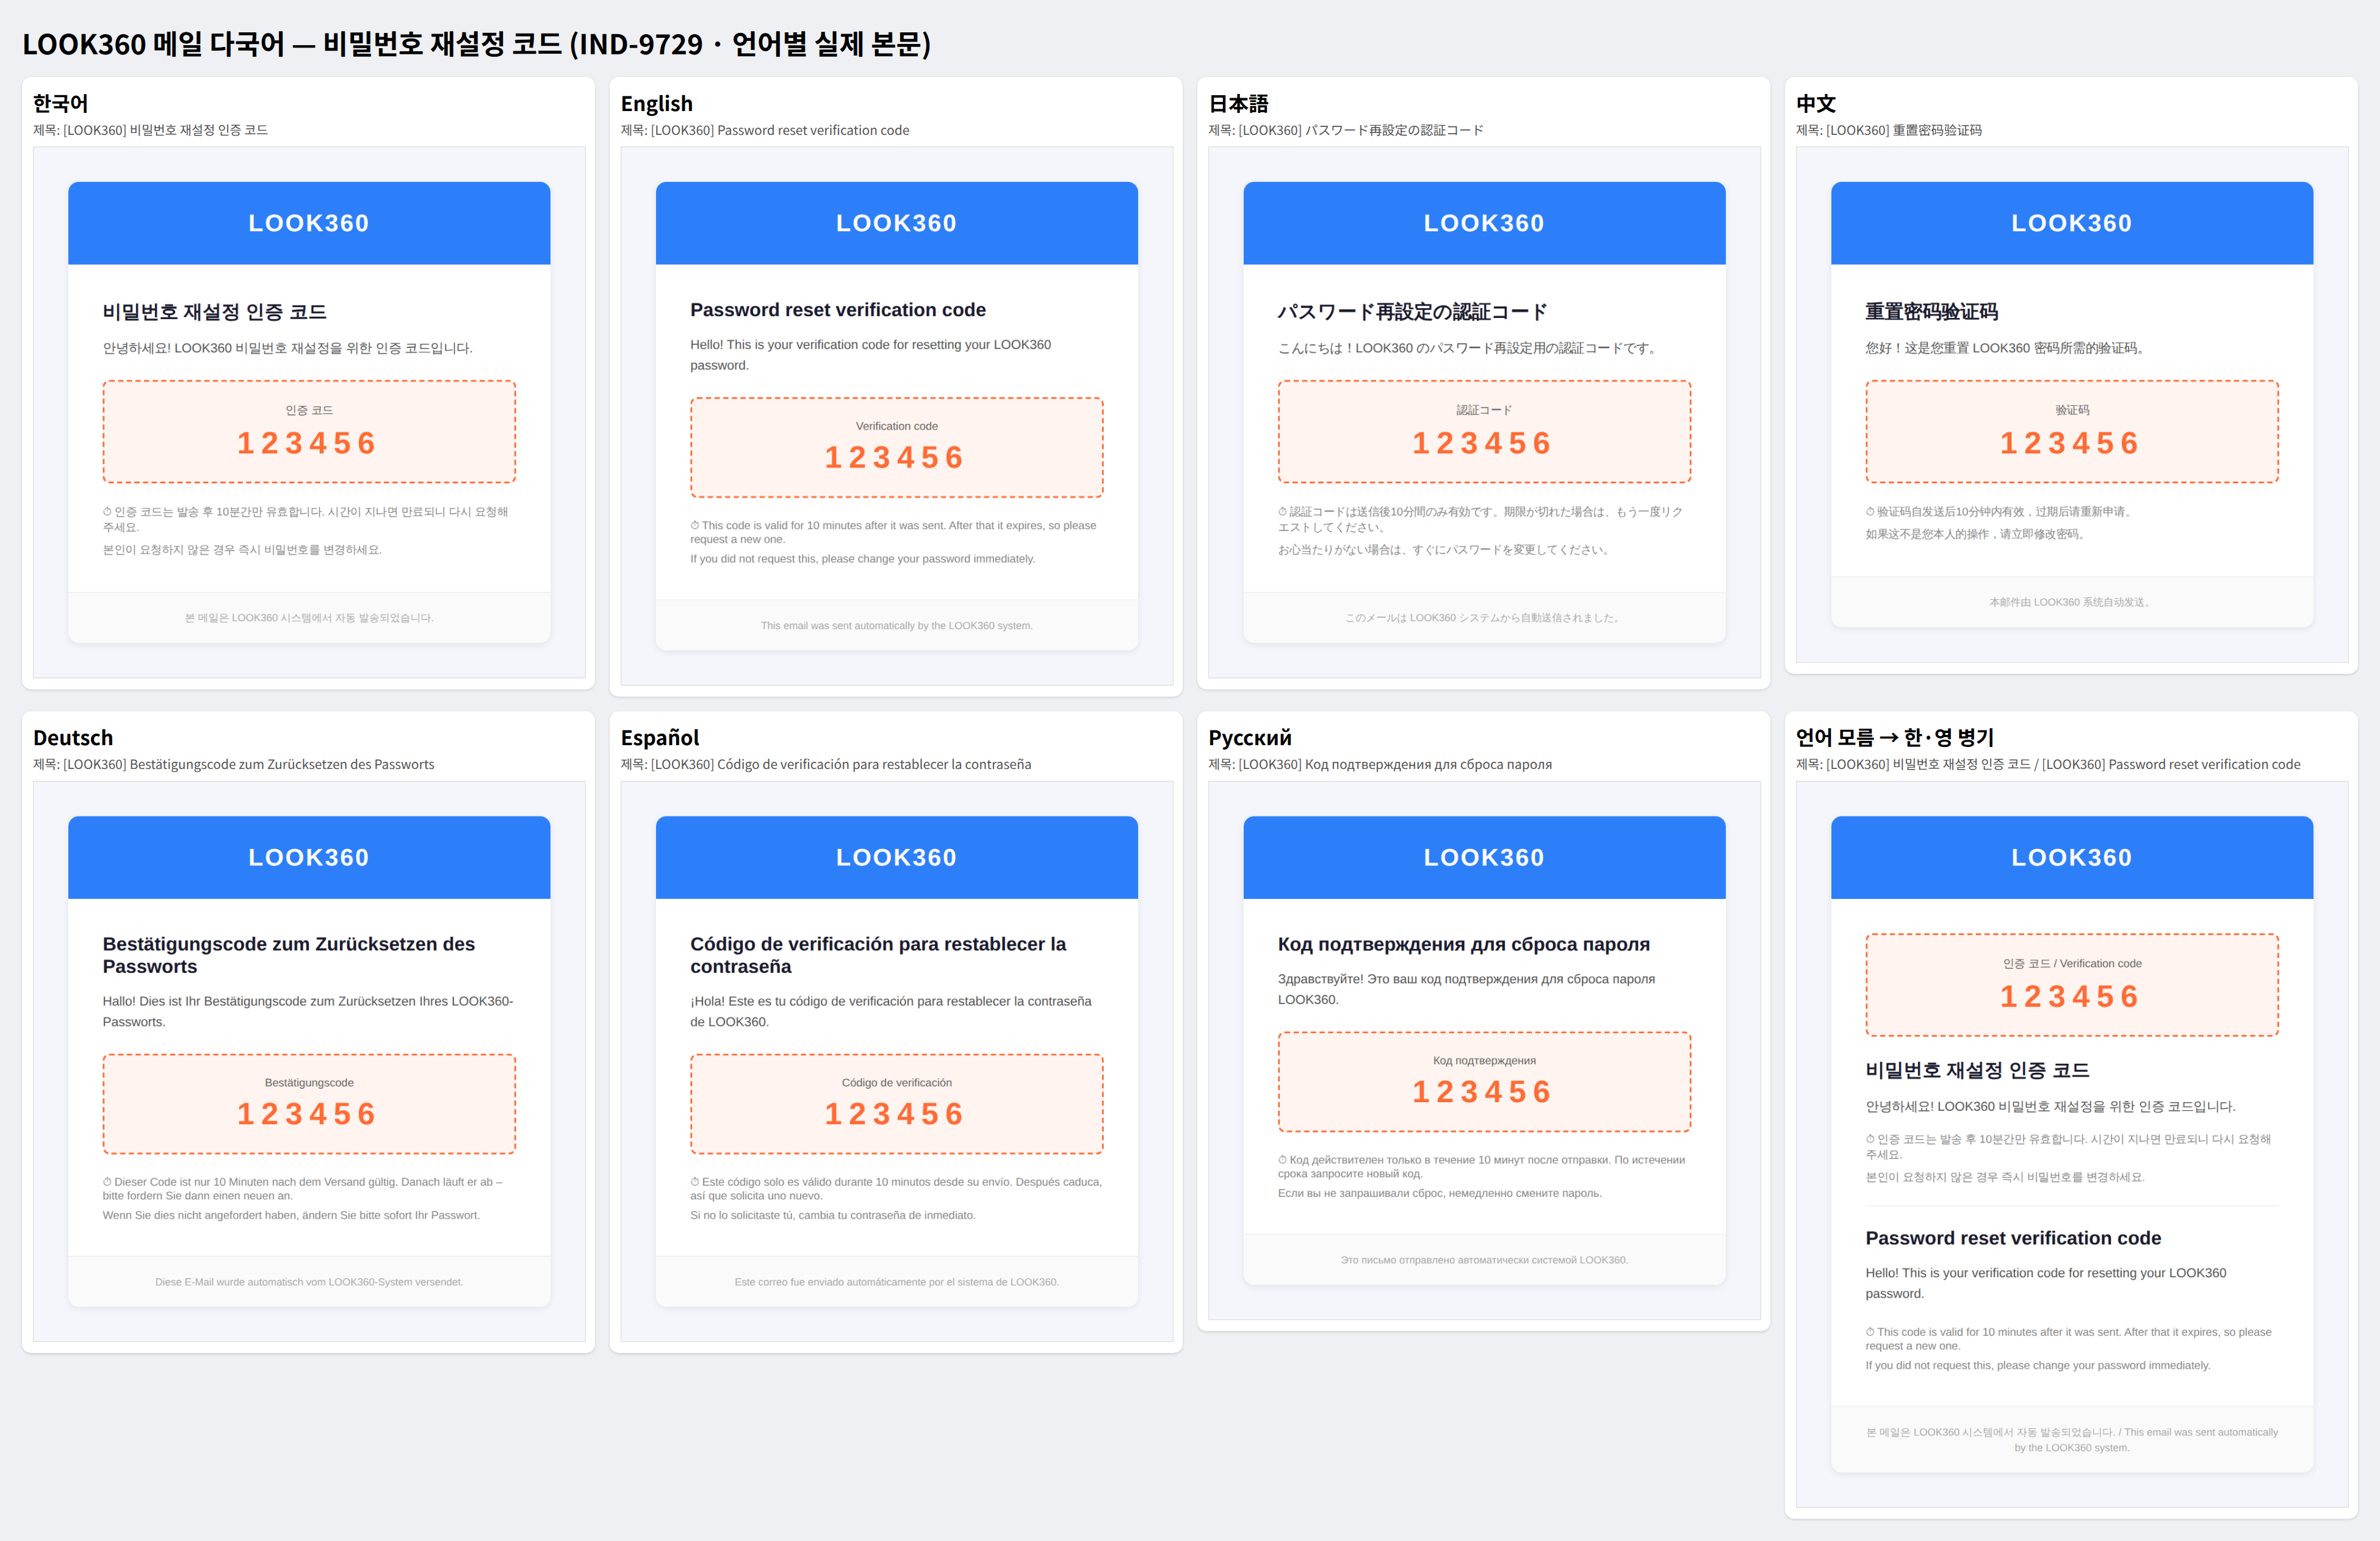 LOOK360 메일 다국어 — 비밀번호 재설정 코드 (IND-9729 · 언어별 실제 본문)
한국어
제목: [LOOK360] 비밀번호 재설정 인증 코드
LOOK360
비밀번호 재설정 인증 코드
안녕하세요! LOOK360 비밀번호 재설정을 위한 인증 코드입니다.
인증 코드
123456
⏱ 인증 코드는 발송 후 10분간만 유효합니다. 시간이 지나면 만료되니 다시 요청해
주세요.
본인이 요청하지 않은 경우 즉시 비밀번호를 변경하세요.
본 메일은 LOOK360 시스템에서 자동 발송되었습니다.
English
제목: [LOOK360] Password reset verification code
LOOK360
Password reset verification code
Hello! This is your verification code for resetting your LOOK360
password.
Verification code
123456
⏱ This code is valid for 10 minutes after it was sent. After that it expires, so please
request a new one.
If you did not request this, please change your password immediately.
This email was sent automatically by the LOOK360 system.
日本語
제목: [LOOK360] パスワード再設定の認証コード
LOOK360
パスワード再設定の認証コード
こんにちは！LOOK360 のパスワード再設定用の認証コードです。
認証コード
123456
⏱ 認証コードは送信後10分間のみ有効です。期限が切れた場合は、もう一度リク
エストしてください。
お心当たりがない場合は、すぐにパスワードを変更してください。
このメールは LOOK360 システムから自動送信されました。
中文
제목: [LOOK360] 重置密码验证码
LOOK360
重置密码验证码
您好！这是您重置 LOOK360 密码所需的验证码。
验证码
123456
⏱ 验证码自发送后10分钟内有效，过期后请重新申请。
如果这不是您本人的操作，请立即修改密码。
本邮件由 LOOK360 系统自动发送。
Deutsch
제목: [LOOK360] Bestätigungscode zum Zurücksetzen des Passworts
LOOK360
Bestätigungscode zum Zurücksetzen des
Passworts
Hallo! Dies ist Ihr Bestätigungscode zum Zurücksetzen Ihres LOOK360-
Passworts.
Bestätigungscode
123456
⏱ Dieser Code ist nur 10 Minuten nach dem Versand gültig. Danach läuft er ab –
bitte fordern Sie dann einen neuen an.
Wenn Sie dies nicht angefordert haben, ändern Sie bitte sofort Ihr Passwort.
Diese E-Mail wurde automatisch vom LOOK360-System versendet.
Español
제목: [LOOK360] Código de verificación para restablecer la contraseña
LOOK360
Código de verificación para restablecer la
contraseña
¡Hola! Este es tu código de verificación para restablecer la contraseña
de LOOK360.
Código de verificación
123456
⏱ Este código solo es válido durante 10 minutos desde su envío. Después caduca,
así que solicita uno nuevo.
Si no lo solicitaste tú, cambia tu contraseña de inmediato.
Este correo fue enviado automáticamente por el sistema de LOOK360.
Русский
제목: [LOOK360] Код подтверждения для сброса пароля
LOOK360
Код подтверждения для сброса пароля
Здравствуйте! Это ваш код подтверждения для сброса пароля
LOOK360.
Код подтверждения
123456
⏱ Код действителен только в течение 10 минут после отправки. По истечении
срока запросите новый код.
Если вы не запрашивали сброс, немедленно смените пароль.
Это письмо отправлено автоматически системой LOOK360.
언어 모름 → 한·영 병기
제목: [LOOK360] 비밀번호 재설정 인증 코드 / [LOOK360] Password reset verification code
LOOK360
인증 코드 / Verification code
123456
비밀번호 재설정 인증 코드
안녕하세요! LOOK360 비밀번호 재설정을 위한 인증 코드입니다.
⏱ 인증 코드는 발송 후 10분간만 유효합니다. 시간이 지나면 만료되니 다시 요청해
주세요.
본인이 요청하지 않은 경우 즉시 비밀번호를 변경하세요.
Password reset verification code
Hello! This is your verification code for resetting your LOOK360
password.
⏱ This code is valid for 10 minutes after it was sent. After that it expires, so please
request a new one.
If you did not request this, please change your password immediately.
본 메일은 LOOK360 시스템에서 자동 발송되었습니다. / This email was sent automatically
by the LOOK360 system.